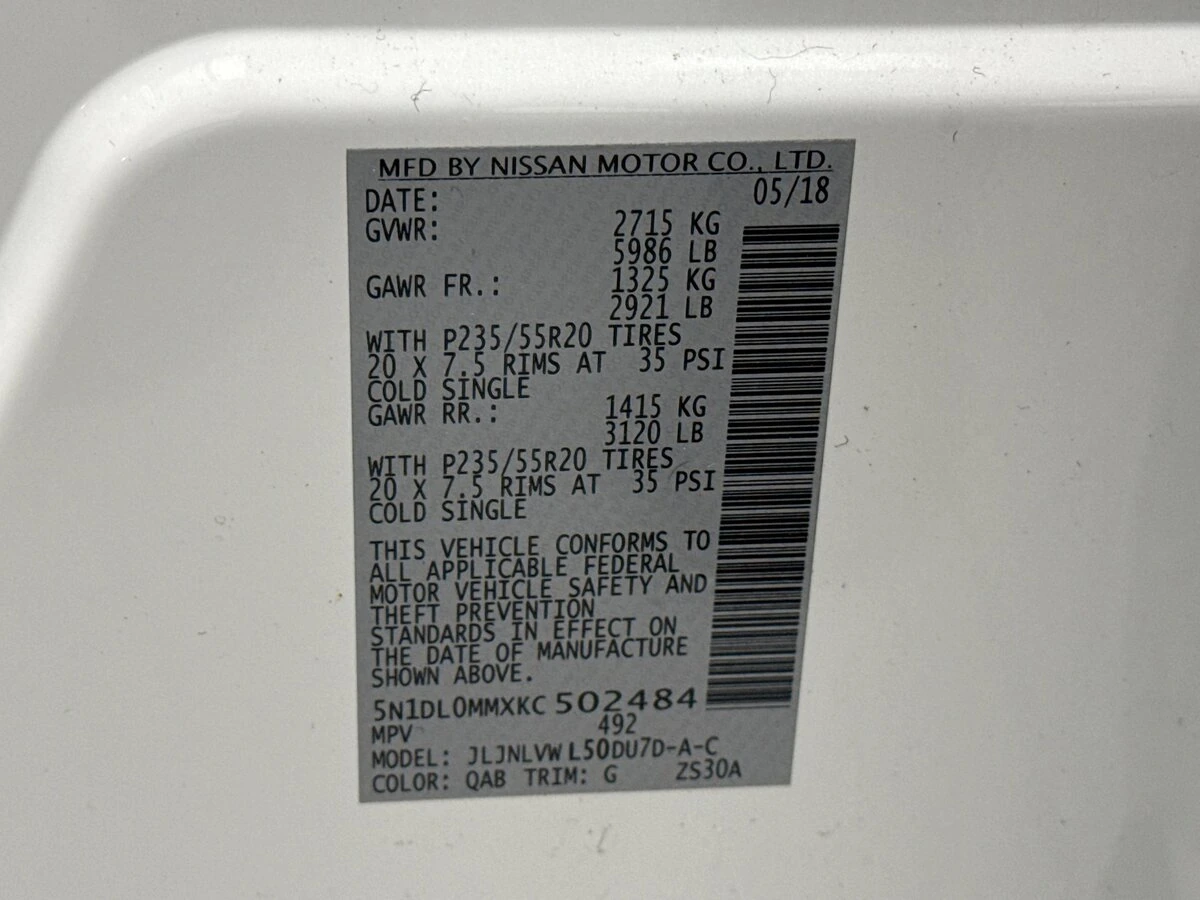 MFD BY NISSAN MOTOR CO., LTD.
DATE: 05/18
GVWR: 2715 KG
5986 LB
GAWR FR.: 1325 KG
2921 LB
WITH P235/55R20 TIRES
20 X 7.5 RIMS AT 35 PSI
COLD SINGLE
GAWR RR.: 1415 KG
3120 LB
WITH P235/55R20 TIRES
20 X 7.5 RIMS AT 35 PSI
COLD SINGLE
THIS VEHICLE CONFORMS TO
ALL APPLICABLE FEDERAL
MOTOR VEHICLE SAFETY AND
THEFT PREVENTION
STANDARDS IN EFFECT ON
THE DATE OF MANUFACTURE
SHOWN ABOVE.
5N1DL0MMXKC 502484
MPV 492
MODEL: JLJNLVW L50DU7D-A-C
COLOR: QAB TRIM: G ZS30A